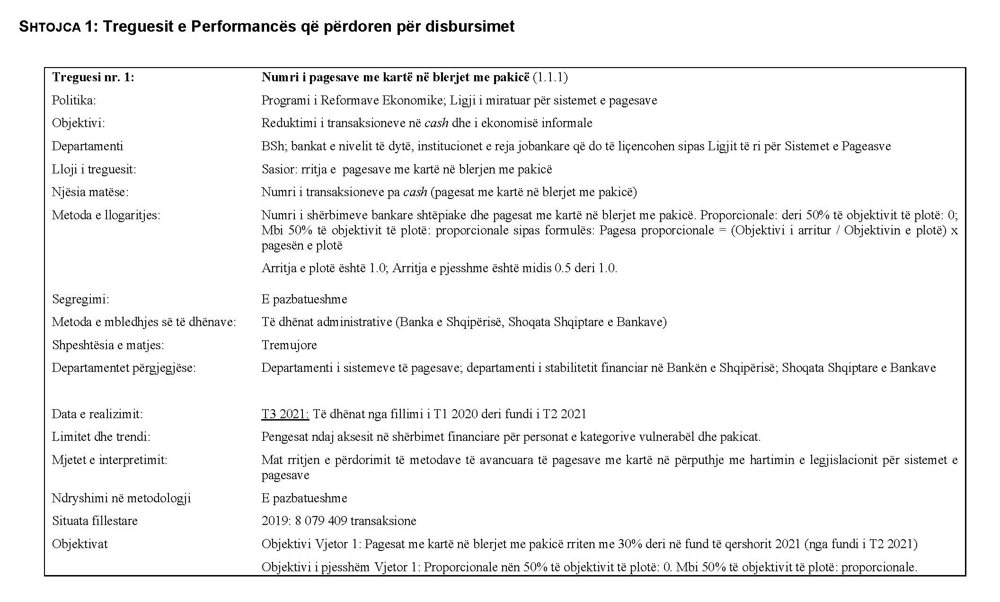 SHTOJCA 1: Treguesit e Performancës që përdoren për disbursimet
Treguesi nr. 1: Numri i pagesave me kartë në blerjet me pakicë (1.1.1)
Politika: Programi i Reformave Ekonomike; Ligji i miratuar për sistemet e pagesave
Objektivi: Reduktimi i transaksioneve në cash dhe i ekonomisë informale
Departamenti BSh; bankat e nivelit të dytë, institucionet e reja jobankare që do të liçencohen sipas Ligjit të ri për Sistemet e Pageasve
Lloji i treguesit: Sasior: rritja e pagesave me kartë në blerjen me pakicë
Njësia matëse: Numri i transaksioneve pa cash (pagesat me kartë në blerjet me pakicë)
Metoda e llogaritjes: Numri i shërbimeve bankare shtëpiake dhe pagesat me kartë në blerjet me pakicë. Proporcionale: deri 50% të objektivit të plotë: 0;
Mbi 50% të objektivit të plotë: proporcionale sipas formulës: Pagesa proporcionale = (Objektivi i arritur / Objektivin e plotë) x
pagesën e plotë
Arritja e plotë është 1.0; Arritja e pjesshme është midis 0.5 deri 1.0.
Segregimi: E pazbatueshme
Metoda e mbledhjes së të dhënave: Të dhënat administrative (Banka e Shqipërisë, Shoqata Shqiptare e Bankave)
Shpeshtësia e matjes: Tremujore
Departamentet përgjegjëse: Departamenti i sistemeve të pagesave; departamenti i stabilitetit financiar në Bankën e Shqipërisë; Shoqata Shqiptare e Bankave
Data e realizimit: T3 2021: Të dhënat nga fillimi i T1 2020 deri fundi i T2 2021
Limitet dhe trendi: Pengesat ndaj aksesit në shërbimet financiare për personat e kategorive vulnerabël dhe pakicat.
Mjetet e interpretimit: Mat rritjen e përdorimit të metodave të avancuara të pagesave me kartë në përputhje me hartimin e legjislacionit për sistemet e
pagesave
Ndryshimi në metodologji E pazbatueshme
Situata fillestare 2019: 8 079 409 transaksione
Objektivat Objektivi Vjetor 1: Pagesat me kartë në blerjet me pakicë rriten me 30% deri në fund të qershorit 2021 (nga fundi i T2 2021)
Objektivi i pjesshëm Vjetor 1: Proporcionale nën 50% të objektivit të plotë: 0. Mbi 50% të objektivit të plotë: proporcionale.